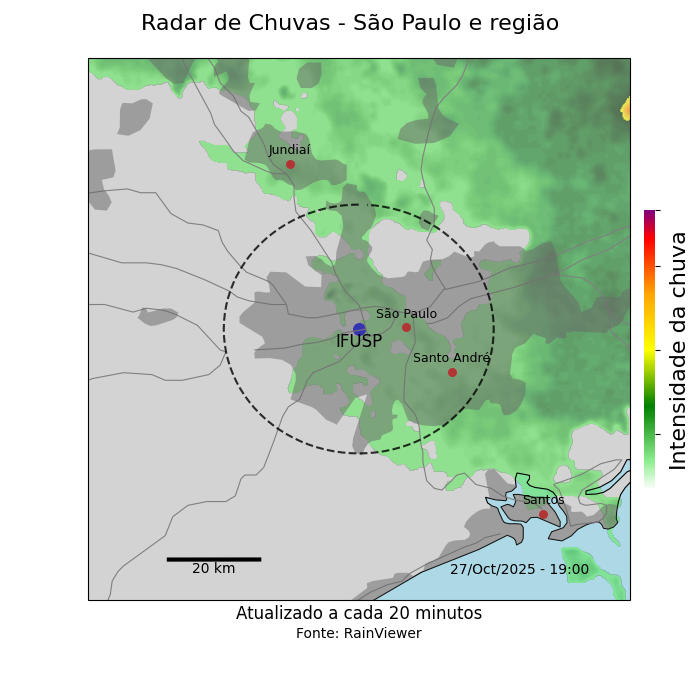 Radar de Chuvas - São Paulo e região
Jundiaí
São Paulo
IFUSP
Santo André
Santos
20 km
27/Oct/2025 - 19:00
Intensidade da chuva
Atualizado a cada 20 minutos
Fonte: RainViewer